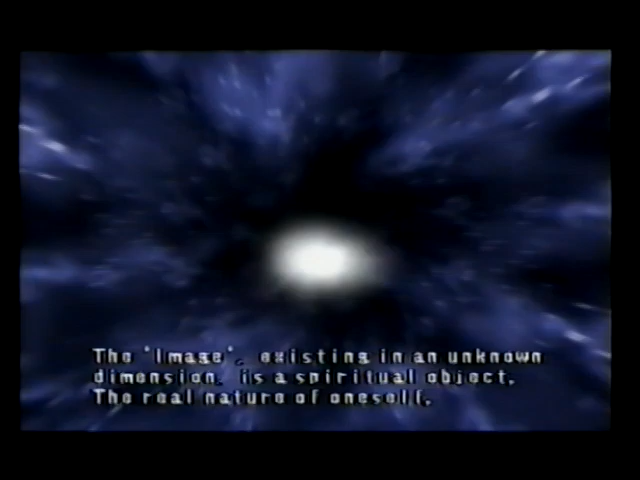 The "Image", existing in an unknown
dimension, is a spiritual object,
The real nature of oneself.